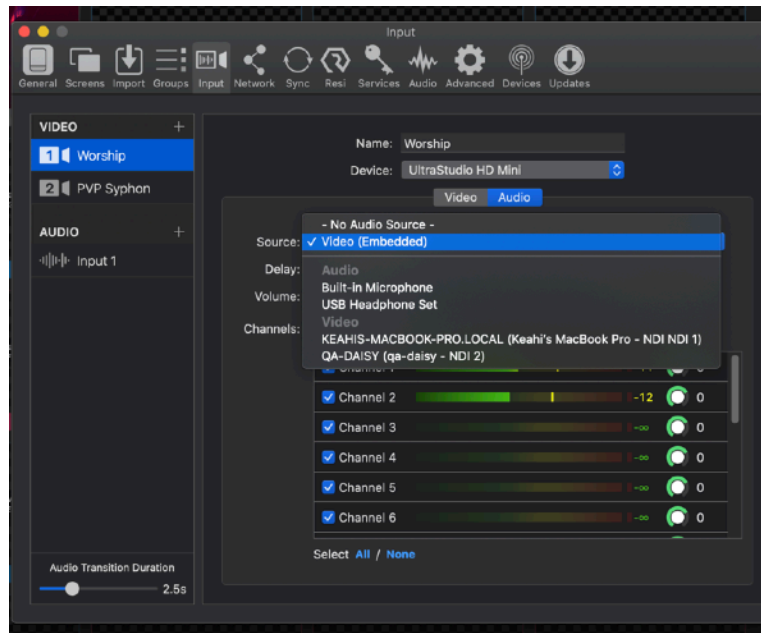 Input
General Screens Import Groups Input Network Sync Resi Services Audio Advanced Devices Updates
VIDEO +
1 Worship
2 PVP Syphon
AUDIO +
Input 1
Audio Transition Duration
2.5s
Name: Worship
Device: UltraStudio HD Mini
Video Audio
- No Audio Source -
Source: ✓ Video (Embedded)
Delay:
Audio
Built-in Microphone
Volume:
USB Headphone Set
Video
Channels:
KEAHIS-MACBOOK-PRO.LOCAL (Keahi's MacBook Pro - NDI NDI 1)
QA-DAISY (qa-daisy - NDI 2)
Channel 2 -12 0
Channel 3 -∞ 0
Channel 4 -∞ 0
Channel 5 -∞ 0
Channel 6 -∞ 0
Select All / None